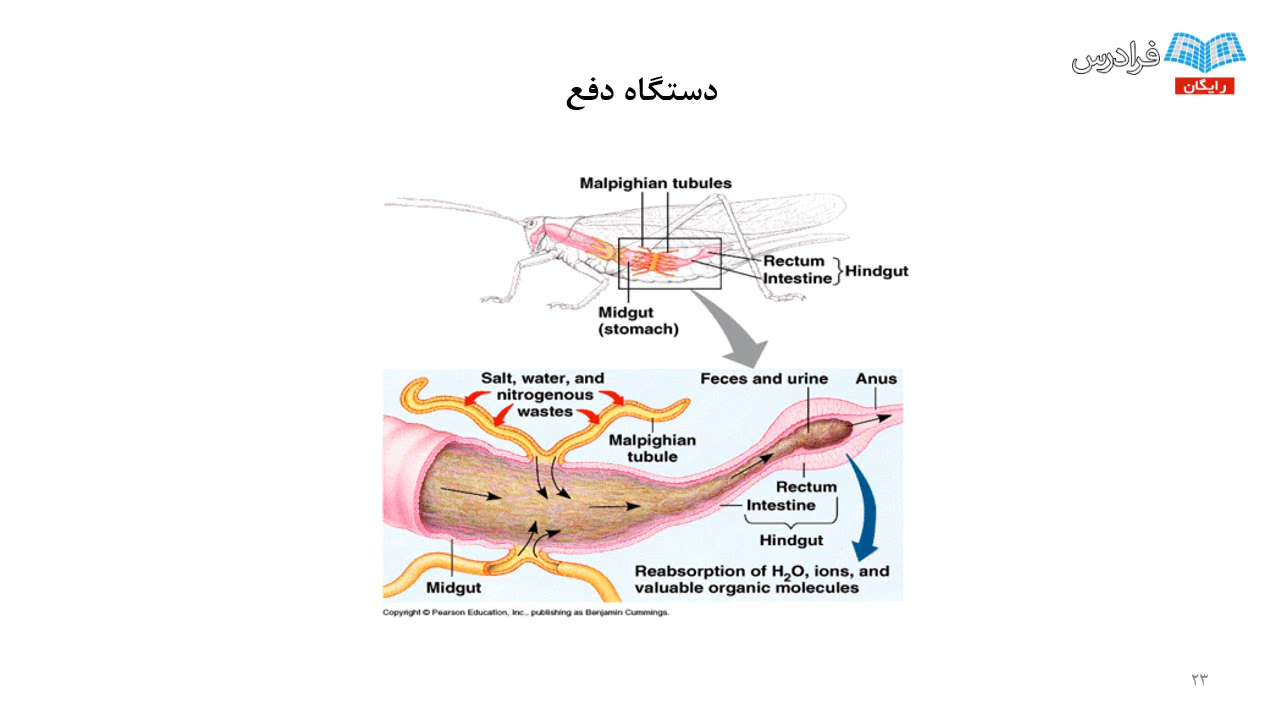 فرادرس
رایگان
دستگاه دفع
Malpighian tubules
Rectum
Intestine
Hindgut
Midgut
(stomach)
Salt, water, and
nitrogenous
wastes
Feces and urine
Anus
Malpighian
tubule
Rectum
Intestine
Hindgut
Midgut
Reabsorption of H₂O, ions, and
valuable organic molecules
Copyright © Pearson Education, Inc., publishing as Benjamin Cummings.
۲۳